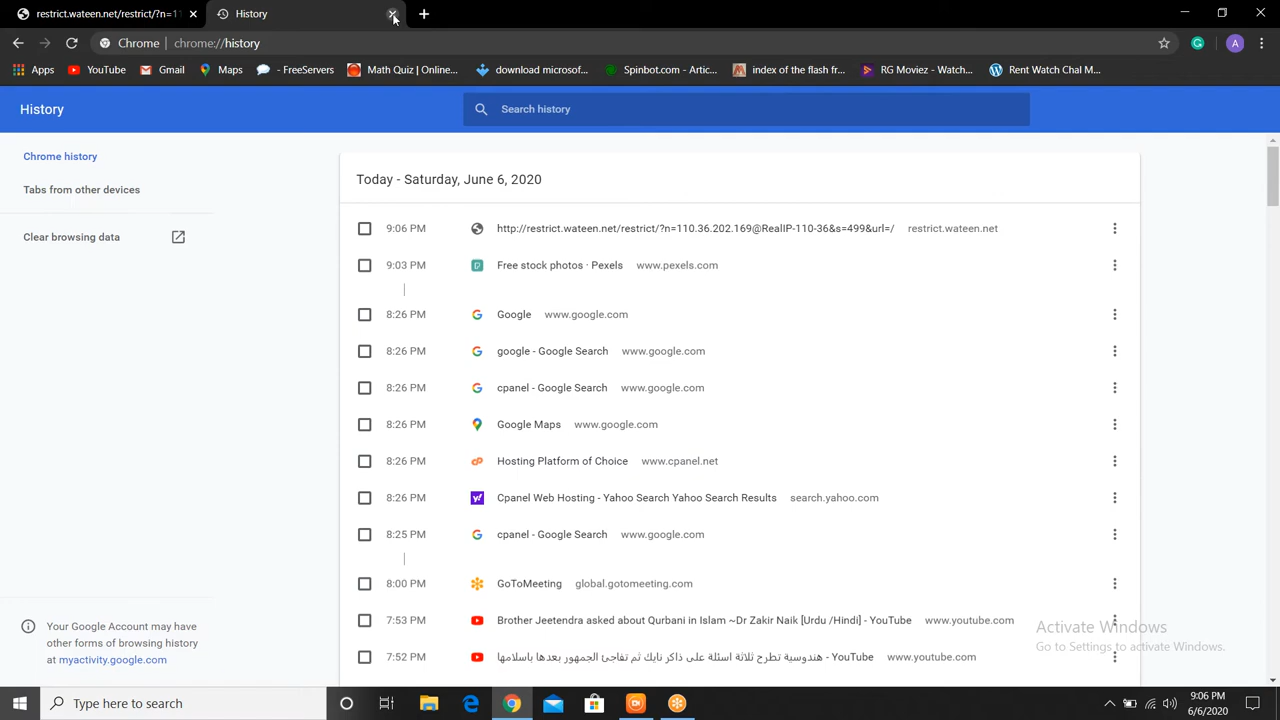 restrict.wateen.net/restrict/?n=11
History
Chrome
chrome://history
Apps
YouTube
Gmail
Maps
- FreeServers
Math Quiz | Online...
download microsof...
Spinbot.com - Artic...
index of the flash fr...
RG Moviez - Watch...
Rent Watch Chal M...
A
History
Search history
Chrome history
Tabs from other devices
Clear browsing data
Today - Saturday, June 6, 2020
9:06 PM http://restrict.wateen.net/restrict/?n=110.36.202.169@RealIP-110-36&s=499&url=/ restrict.wateen.net
9:03 PM Free stock photos · Pexels www.pexels.com
8:26 PM Google www.google.com
8:26 PM google - Google Search www.google.com
8:26 PM cpanel - Google Search www.google.com
8:26 PM Google Maps www.google.com
8:26 PM Hosting Platform of Choice www.cpanel.net
8:26 PM Cpanel Web Hosting - Yahoo Search Yahoo Search Results search.yahoo.com
8:25 PM cpanel - Google Search www.google.com
8:00 PM GoToMeeting global.gotomeeting.com
7:53 PM Brother Jeetendra asked about Qurbani in Islam ~Dr Zakir Naik [Urdu /Hindi] - YouTube www.youtube.com
7:52 PM هندوسية تطرح ثلاثة اسئلة على ذاكر نايك ثم تفاجئ الجمهور بعدها باسلامها - YouTube www.youtube.com
Your Google Account may have
other forms of browsing history
at myactivity.google.com
Activate Windows
Go to Settings to activate Windows.
Type here to search
9:06 PM
6/6/2020